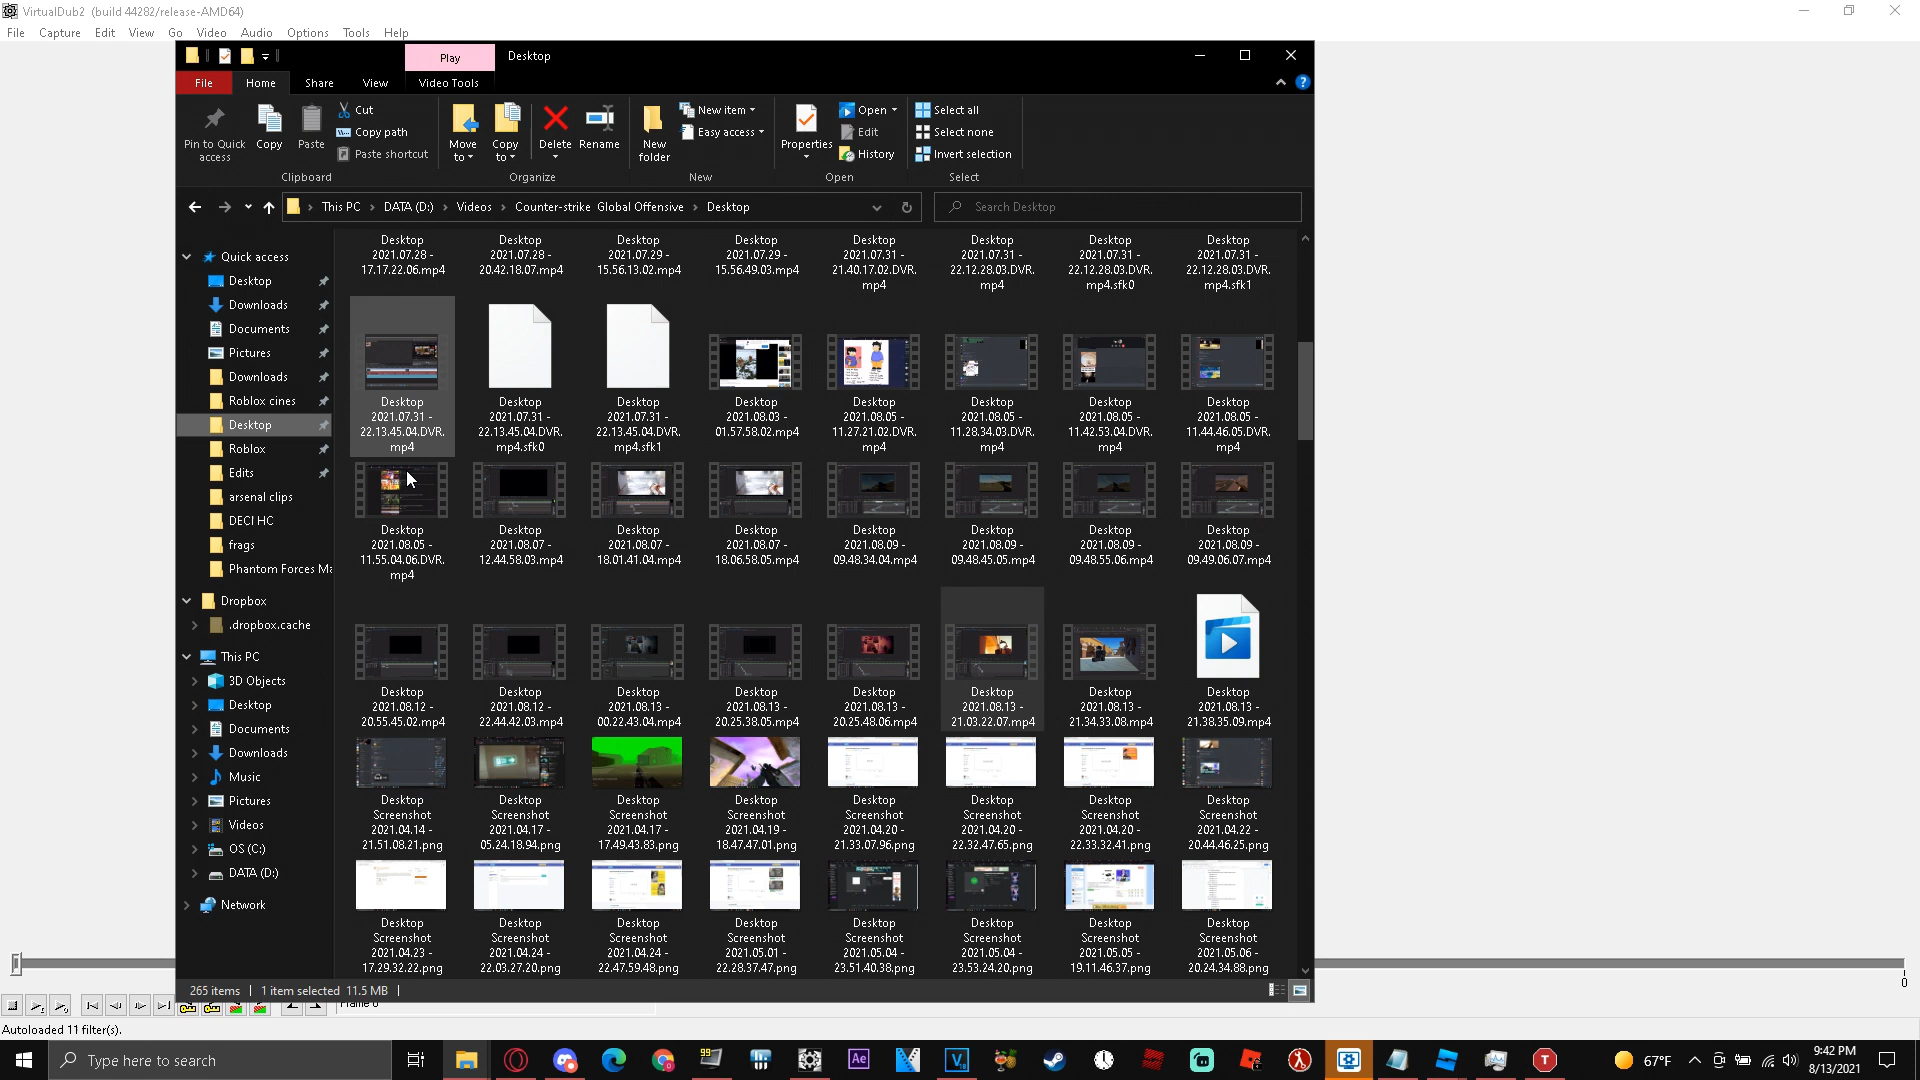 VirtualDub2 (build 44282/release-AMD64)
File Capture Edit View Go Video Audio Options Tools Help
Play Desktop
File Home Share View Video Tools
Pin to Quick access
Copy
Paste
Cut
Copy path
Paste shortcut
Clipboard
Move to
Copy to
Delete
Rename
Organize
New folder
New item
Easy access
New
Properties
Open
Edit
History
Open
Select all
Select none
Invert selection
Select
This PC > DATA (D:) > Videos > Counter-strike Global Offensive > Desktop
Search Desktop
Quick access
Desktop
Downloads
Documents
Pictures
Downloads
Roblox cines
Desktop
Roblox
Edits
arsenal clips
DECI HC
frags
Phantom Forces Ma
Dropbox
.dropbox.cache
This PC
3D Objects
Desktop
Documents
Downloads
Music
Pictures
Videos
OS (C:)
DATA (D:)
Network
Desktop 2021.07.28 - 17.17.22.06.mp4
Desktop 2021.07.28 - 20.42.18.07.mp4
Desktop 2021.07.29 - 15.56.13.02.mp4
Desktop 2021.07.29 - 15.56.49.03.mp4
Desktop 2021.07.31 - 21.40.17.02.DVR.mp4
Desktop 2021.07.31 - 22.12.28.03.DVR.mp4
Desktop 2021.07.31 - 22.12.28.03.DVR.mp4.sfk0
Desktop 2021.07.31 - 22.12.28.03.DVR.mp4.sfk1
Desktop 2021.07.31 - 22.13.45.04.DVR.mp4
Desktop 2021.07.31 - 22.13.45.04.DVR.mp4.sfk0
Desktop 2021.07.31 - 22.13.45.04.DVR.mp4.sfk1
Desktop 2021.08.03 - 01.57.58.02.mp4
Desktop 2021.08.05 - 11.27.21.02.DVR.mp4
Desktop 2021.08.05 - 11.28.34.03.DVR.mp4
Desktop 2021.08.05 - 11.42.53.04.DVR.mp4
Desktop 2021.08.05 - 11.44.46.05.DVR.mp4
Desktop 2021.08.05 - 11.55.04.06.DVR.mp4
Desktop 2021.08.07 - 12.44.58.03.mp4
Desktop 2021.08.07 - 18.01.41.04.mp4
Desktop 2021.08.07 - 18.06.58.05.mp4
Desktop 2021.08.09 - 09.48.34.04.mp4
Desktop 2021.08.09 - 09.48.45.05.mp4
Desktop 2021.08.09 - 09.48.55.06.mp4
Desktop 2021.08.09 - 09.49.06.07.mp4
Desktop 2021.08.12 - 20.55.45.02.mp4
Desktop 2021.08.12 - 22.44.42.03.mp4
Desktop 2021.08.13 - 00.22.43.04.mp4
Desktop 2021.08.13 - 20.25.38.05.mp4
Desktop 2021.08.13 - 20.25.48.06.mp4
Desktop 2021.08.13 - 21.03.22.07.mp4
Desktop 2021.08.13 - 21.34.33.08.mp4
Desktop 2021.08.13 - 21.38.35.09.mp4
Desktop Screenshot 2021.04.14 - 21.51.08.21.png
Desktop Screenshot 2021.04.17 - 05.24.18.94.png
Desktop Screenshot 2021.04.17 - 17.49.43.83.png
Desktop Screenshot 2021.04.19 - 18.47.47.01.png
Desktop Screenshot 2021.04.20 - 21.33.07.96.png
Desktop Screenshot 2021.04.20 - 22.32.47.65.png
Desktop Screenshot 2021.04.20 - 22.33.32.41.png
Desktop Screenshot 2021.04.22 - 20.44.46.25.png
Desktop Screenshot 2021.04.23 - 17.29.32.22.png
Desktop Screenshot 2021.04.24 - 22.03.27.20.png
Desktop Screenshot 2021.04.24 - 22.47.59.48.png
Desktop Screenshot 2021.05.01 - 22.28.37.47.png
Desktop Screenshot 2021.05.04 - 23.51.40.38.png
Desktop Screenshot 2021.05.04 - 23.53.24.20.png
Desktop Screenshot 2021.05.05 - 19.11.46.37.png
Desktop Screenshot 2021.05.06 - 20.24.34.88.png
265 items 1 item selected 11.5 MB
0
Frame 0
Autoloaded 11 filter(s).
Type here to search
99
Ae
67°F
9:42 PM
8/13/2021